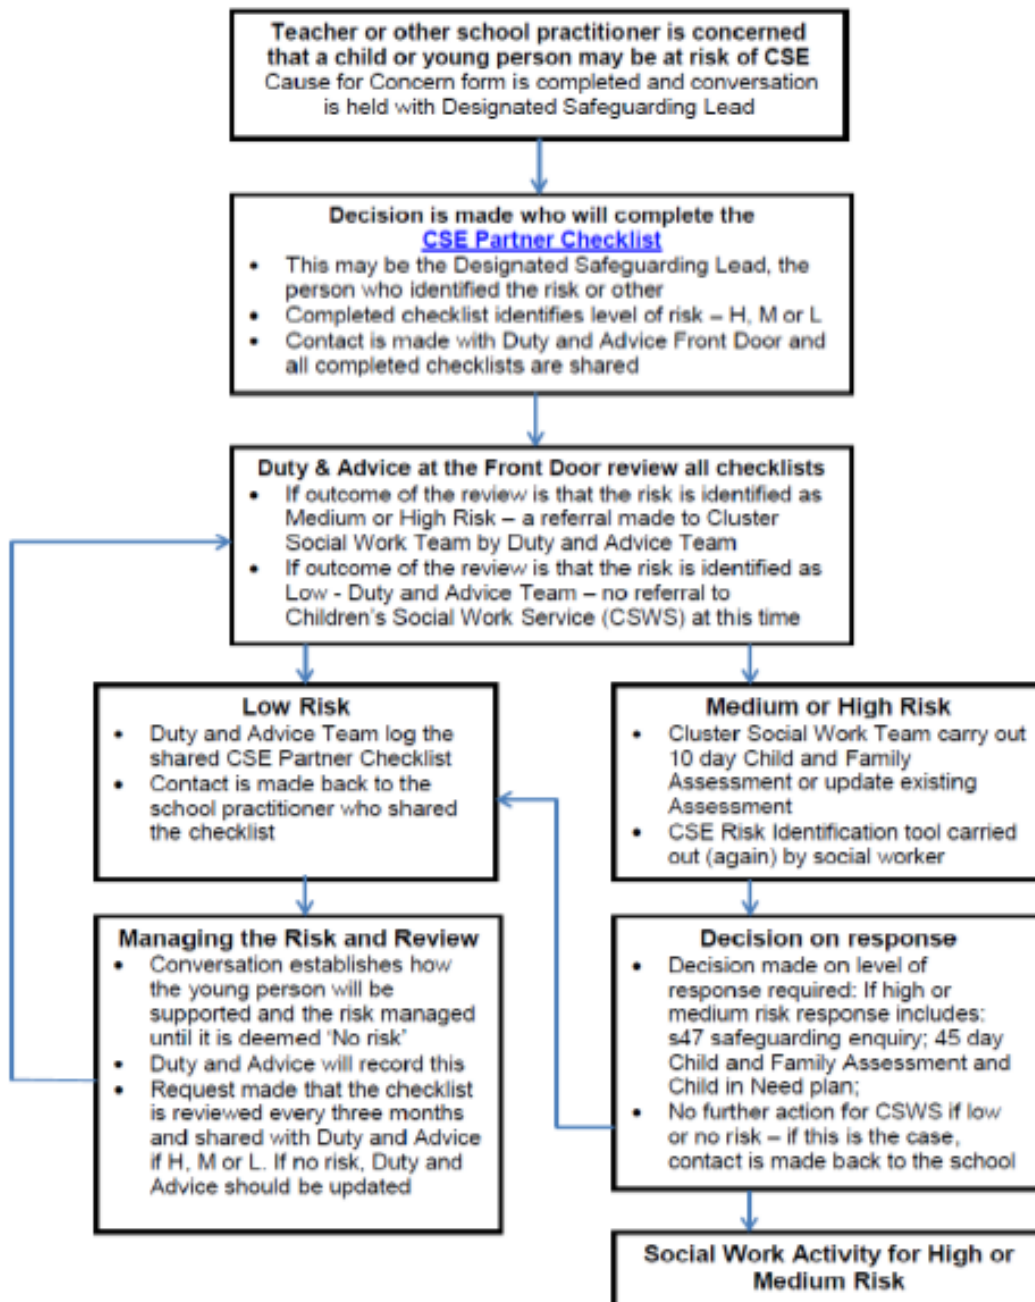 Teacher or other school practitioner is concerned
that a child or young person may be at risk of CSE
Cause for Concern form is completed and conversation
is held with Designated Safeguarding Lead
Decision is made who will complete the
CSE Partner Checklist
• This may be the Designated Safeguarding Lead, the
person who identified the risk or other
• Completed checklist identifies level of risk – H, M or L
• Contact is made with Duty and Advice Front Door and
all completed checklists are shared
Duty & Advice at the Front Door review all checklists
• If outcome of the review is that the risk is identified as
Medium or High Risk – a referral made to Cluster
Social Work Team by Duty and Advice Team
• If outcome of the review is that the risk is identified as
Low - Duty and Advice Team – no referral to
Children's Social Work Service (CSWS) at this time
Low Risk
• Duty and Advice Team log the
shared CSE Partner Checklist
• Contact is made back to the
school practitioner who shared
the checklist
Medium or High Risk
• Cluster Social Work Team carry out
10 day Child and Family
Assessment or update existing
Assessment
• CSE Risk Identification tool carried
out (again) by social worker
Managing the Risk and Review
• Conversation establishes how
the young person will be
supported and the risk managed
until it is deemed 'No risk'
• Duty and Advice will record this
• Request made that the checklist
is reviewed every three months
and shared with Duty and Advice
if H, M or L. If no risk, Duty and
Advice should be updated
Decision on response
• Decision made on level of
response required: If high or
medium risk response includes:
s47 safeguarding enquiry; 45 day
Child and Family Assessment and
Child in Need plan;
• No further action for CSWS if low
or no risk – if this is the case,
contact is made back to the school
Social Work Activity for High or
Medium Risk